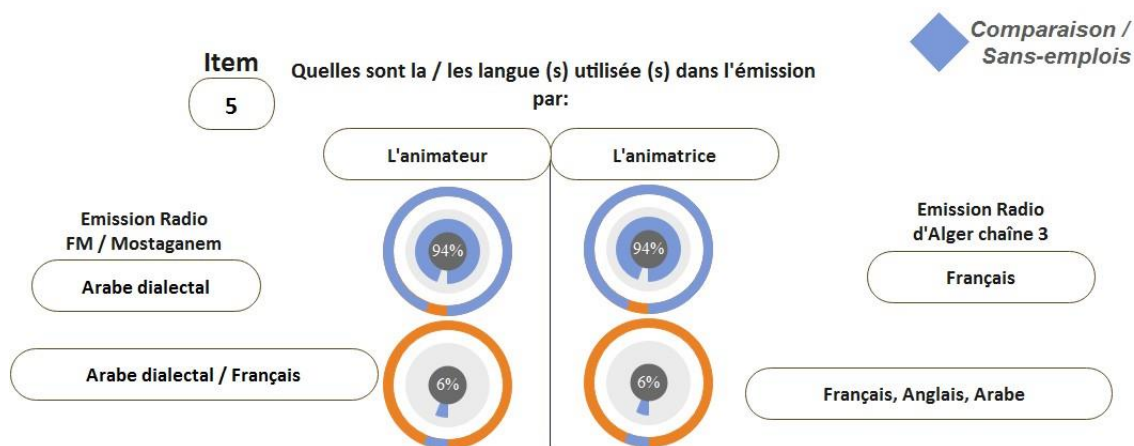 Comparaison /
Sans-emplois
Item
5
Quelles sont la / les langue (s) utilisée (s) dans l'émission
par:
L'animateur
L'animatrice
Emission Radio
FM / Mostaganem
Arabe dialectal
94%
94%
Emission Radio
d'Alger chaîne 3
Français
Arabe dialectal / Français
6%
6%
Français, Anglais, Arabe